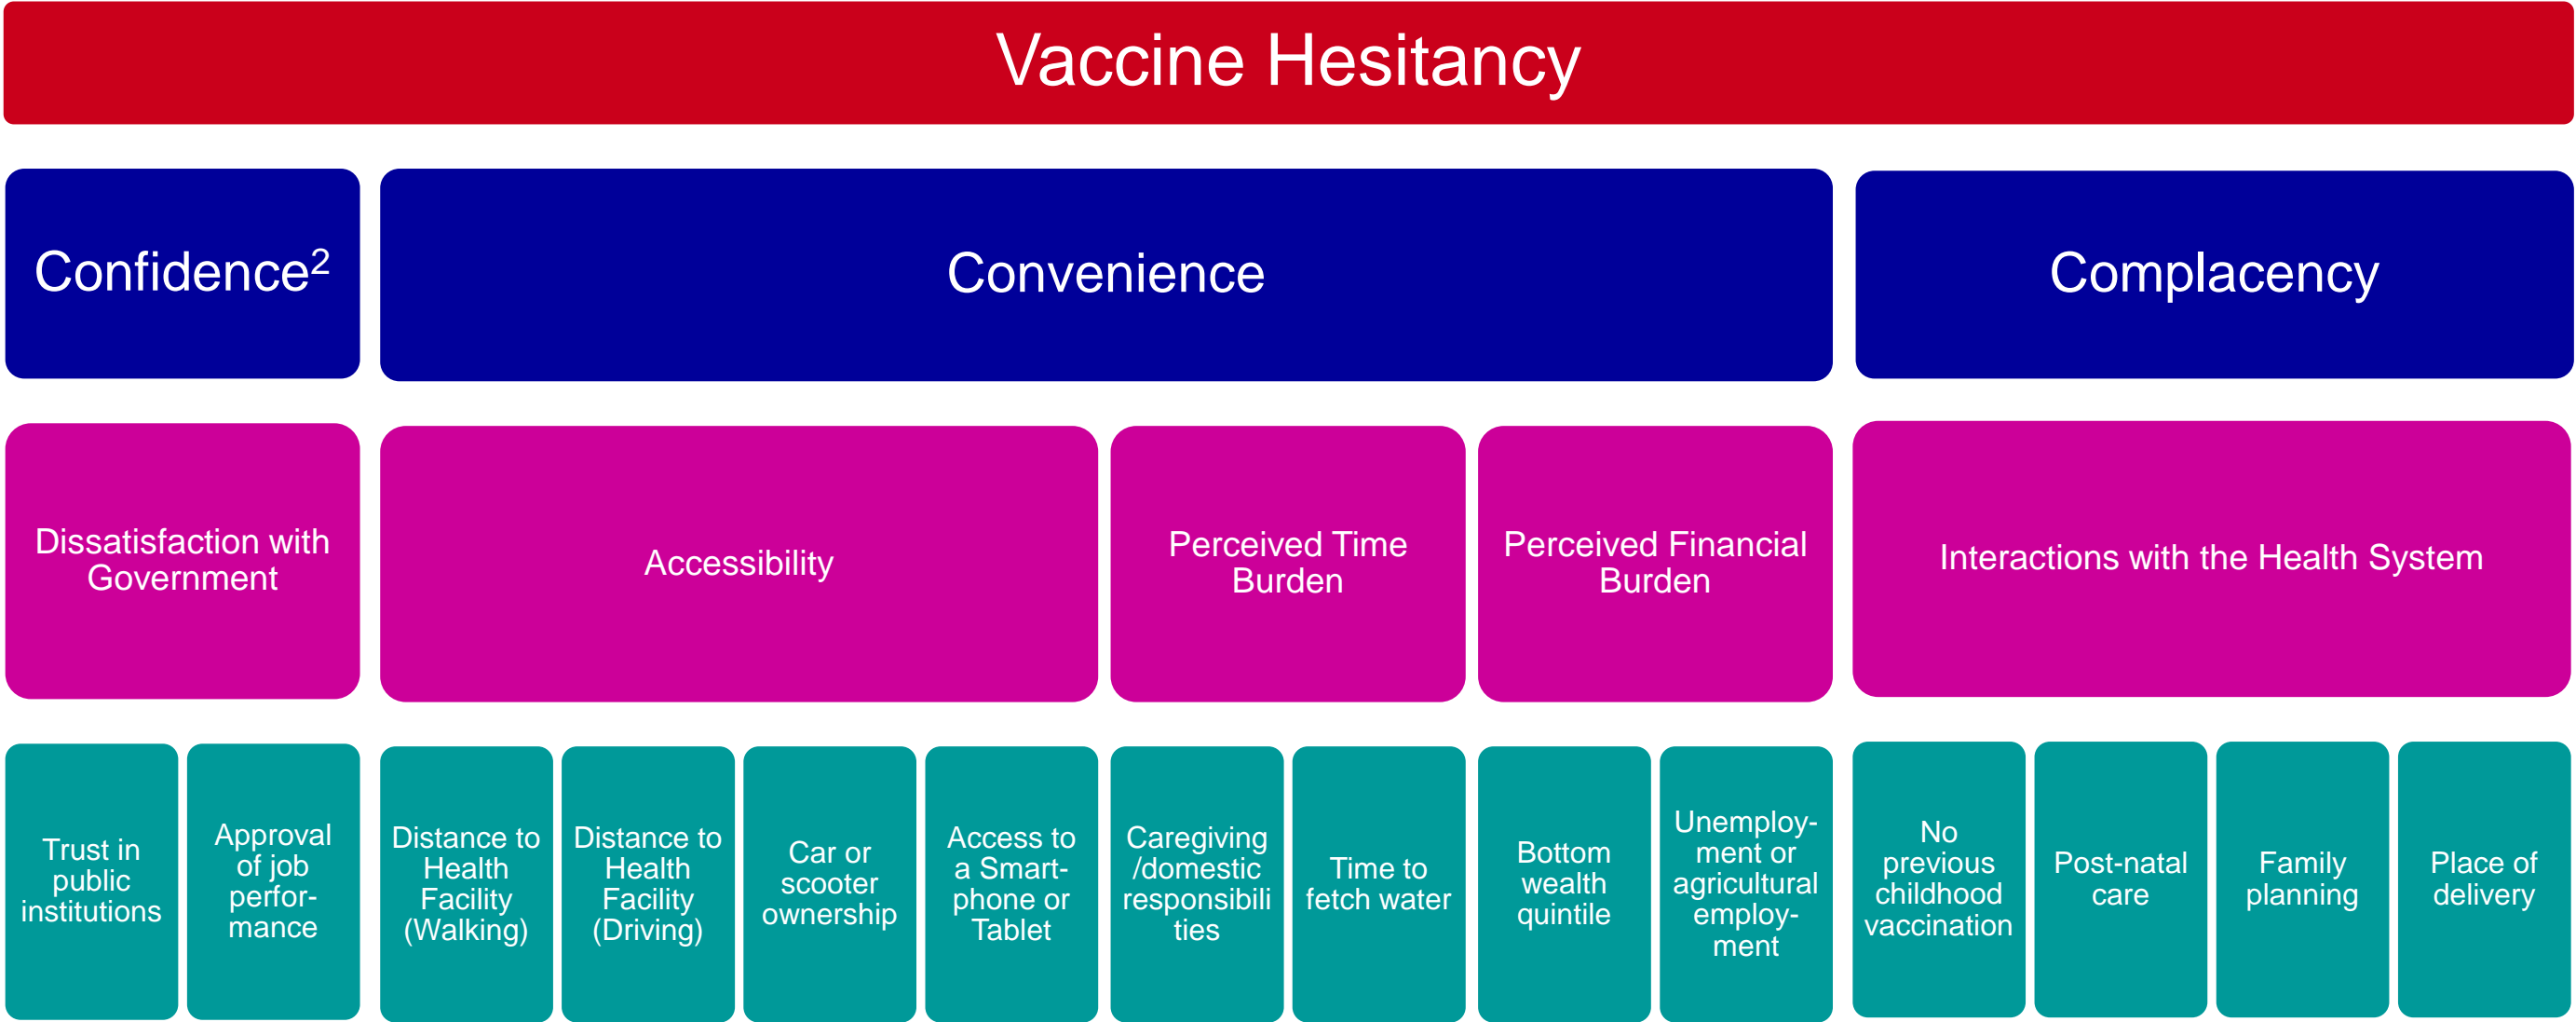 Vaccine Hesitancy
Confidence²
Convenience
Complacency
Dissatisfaction with
Government
Accessibility
Perceived Time
Burden
Perceived Financial
Burden
Interactions with the Health System
Trust in
public
institutions
Approval
of job
perfor-
mance
Distance to
Health
Facility
(Walking)
Distance to
Health
Facility
(Driving)
Car or
scooter
ownership
Access to
a Smart-
phone or
Tablet
Caregiving
/domestic
responsibili
ties
Time to
fetch water
Bottom
wealth
quintile
Unemploy-
ment or
agricultural
employ-
ment
No
previous
childhood
vaccination
Post-natal
care
Family
planning
Place of
delivery